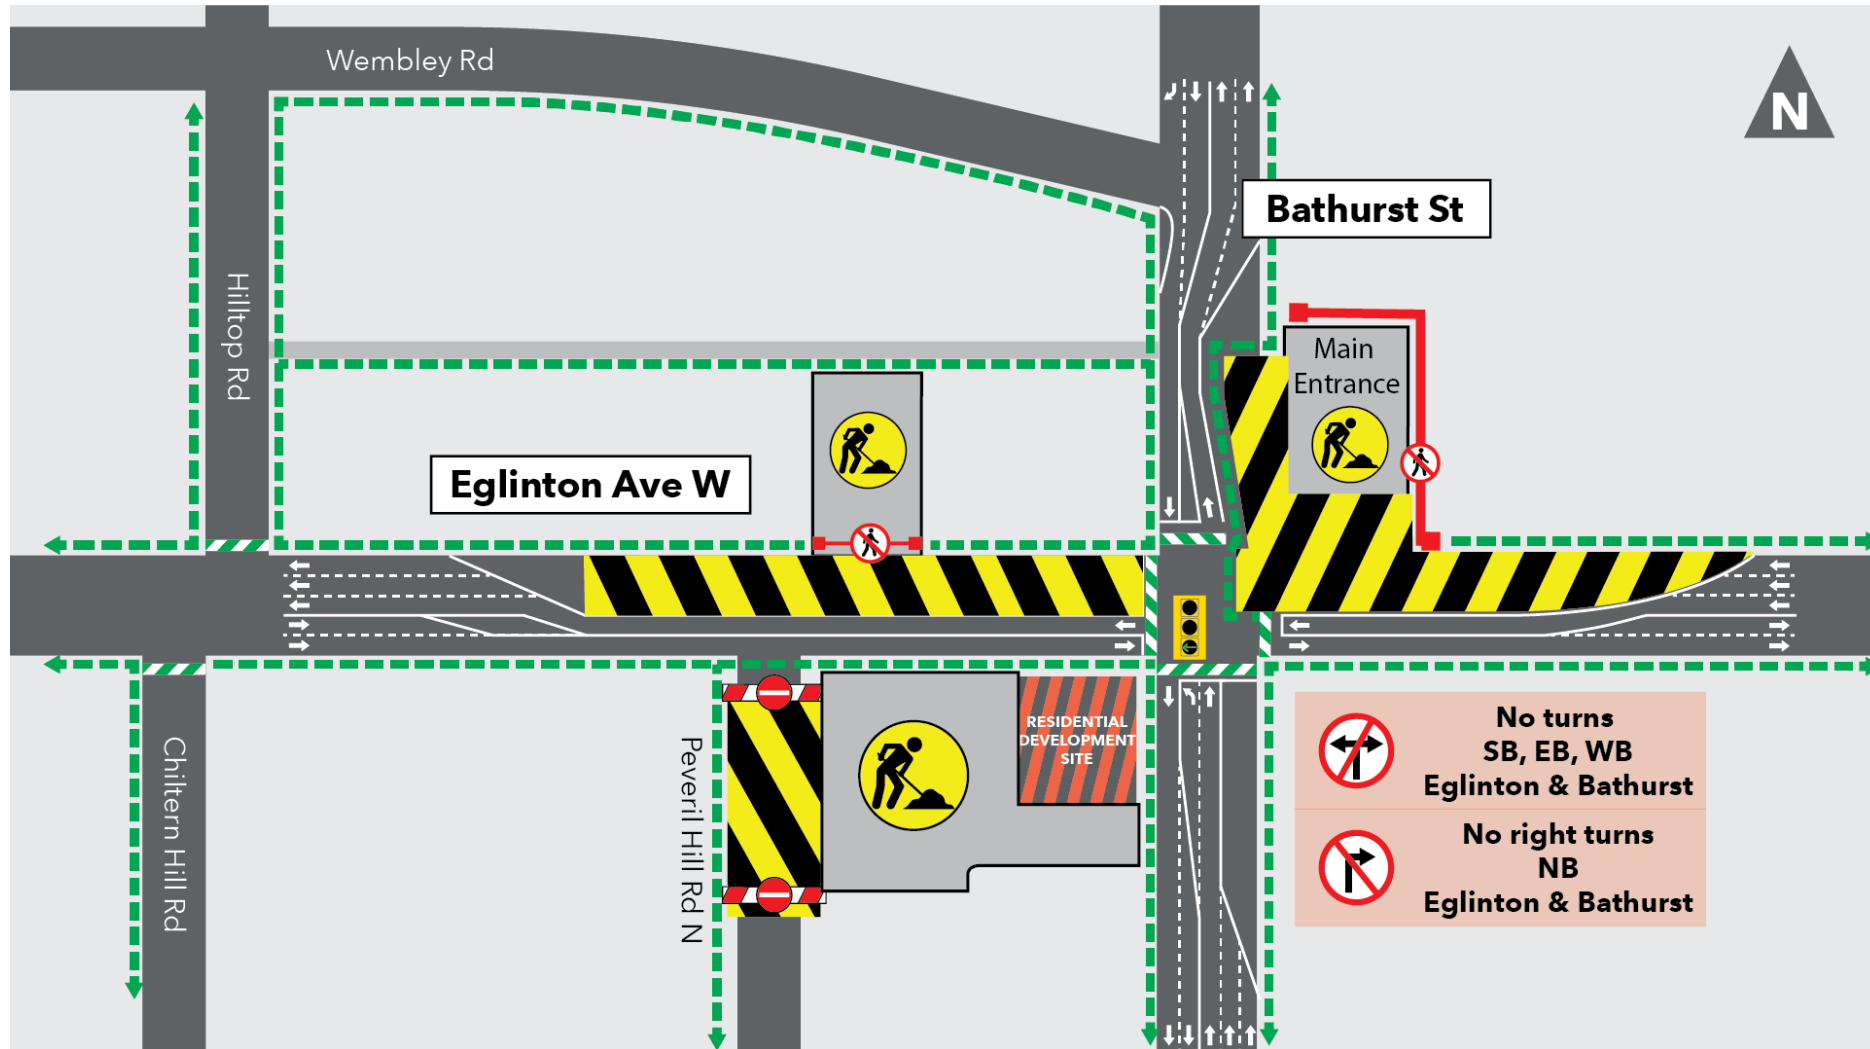 Wembley Rd
N
Bathurst St
Hilltop Rd
Main
Entrance
Eglinton Ave W
RESIDENTIAL
DEVELOPMENT
SITE
Chiltern Hill Rd
Peveril Hill Rd N
No turns
SB, EB, WB
Eglinton & Bathurst
No right turns
NB
Eglinton & Bathurst